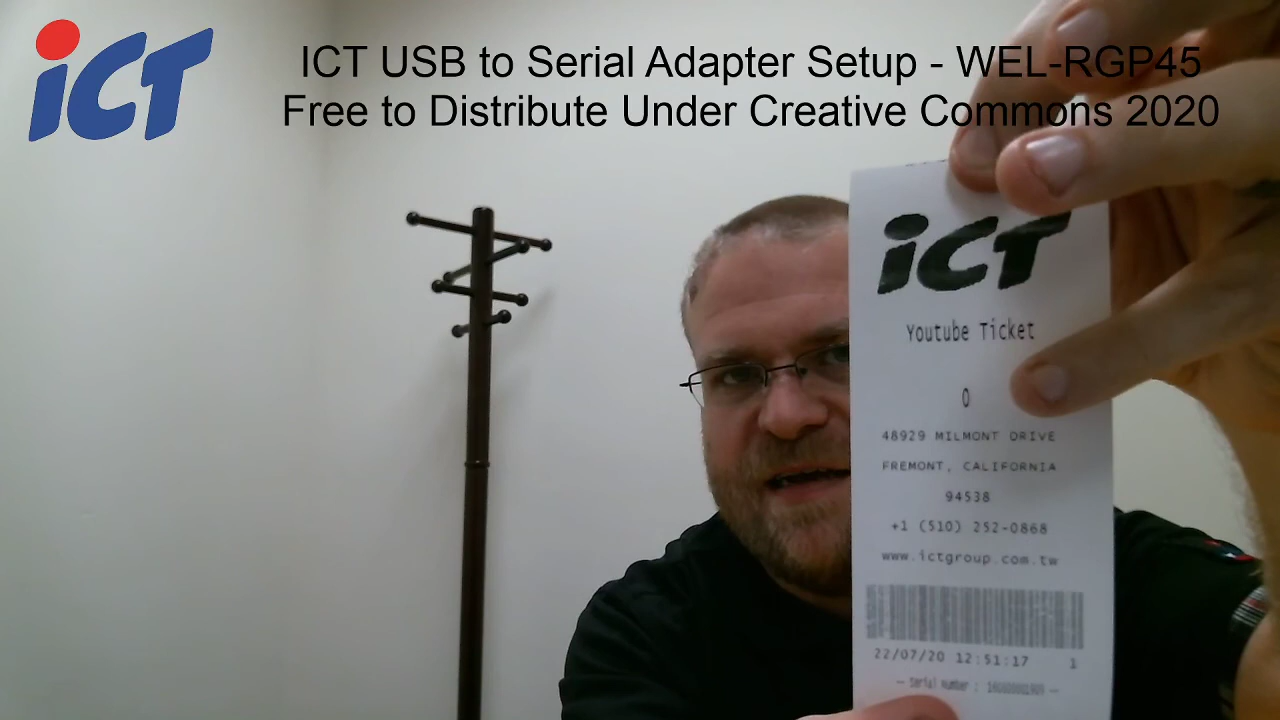 iCT
ICT USB to Serial Adapter Setup - WEL-RGP45
Free to Distribute Under Creative Commons 2020
iCT
Youtube Ticket
0
48929 MILMONT DRIVE
FREMONT, CALIFORNIA
94538
+1 (510) 252-0868
www.ictgroup.com.tw
22/07/20 12:51:17 1
-- Serial Number :